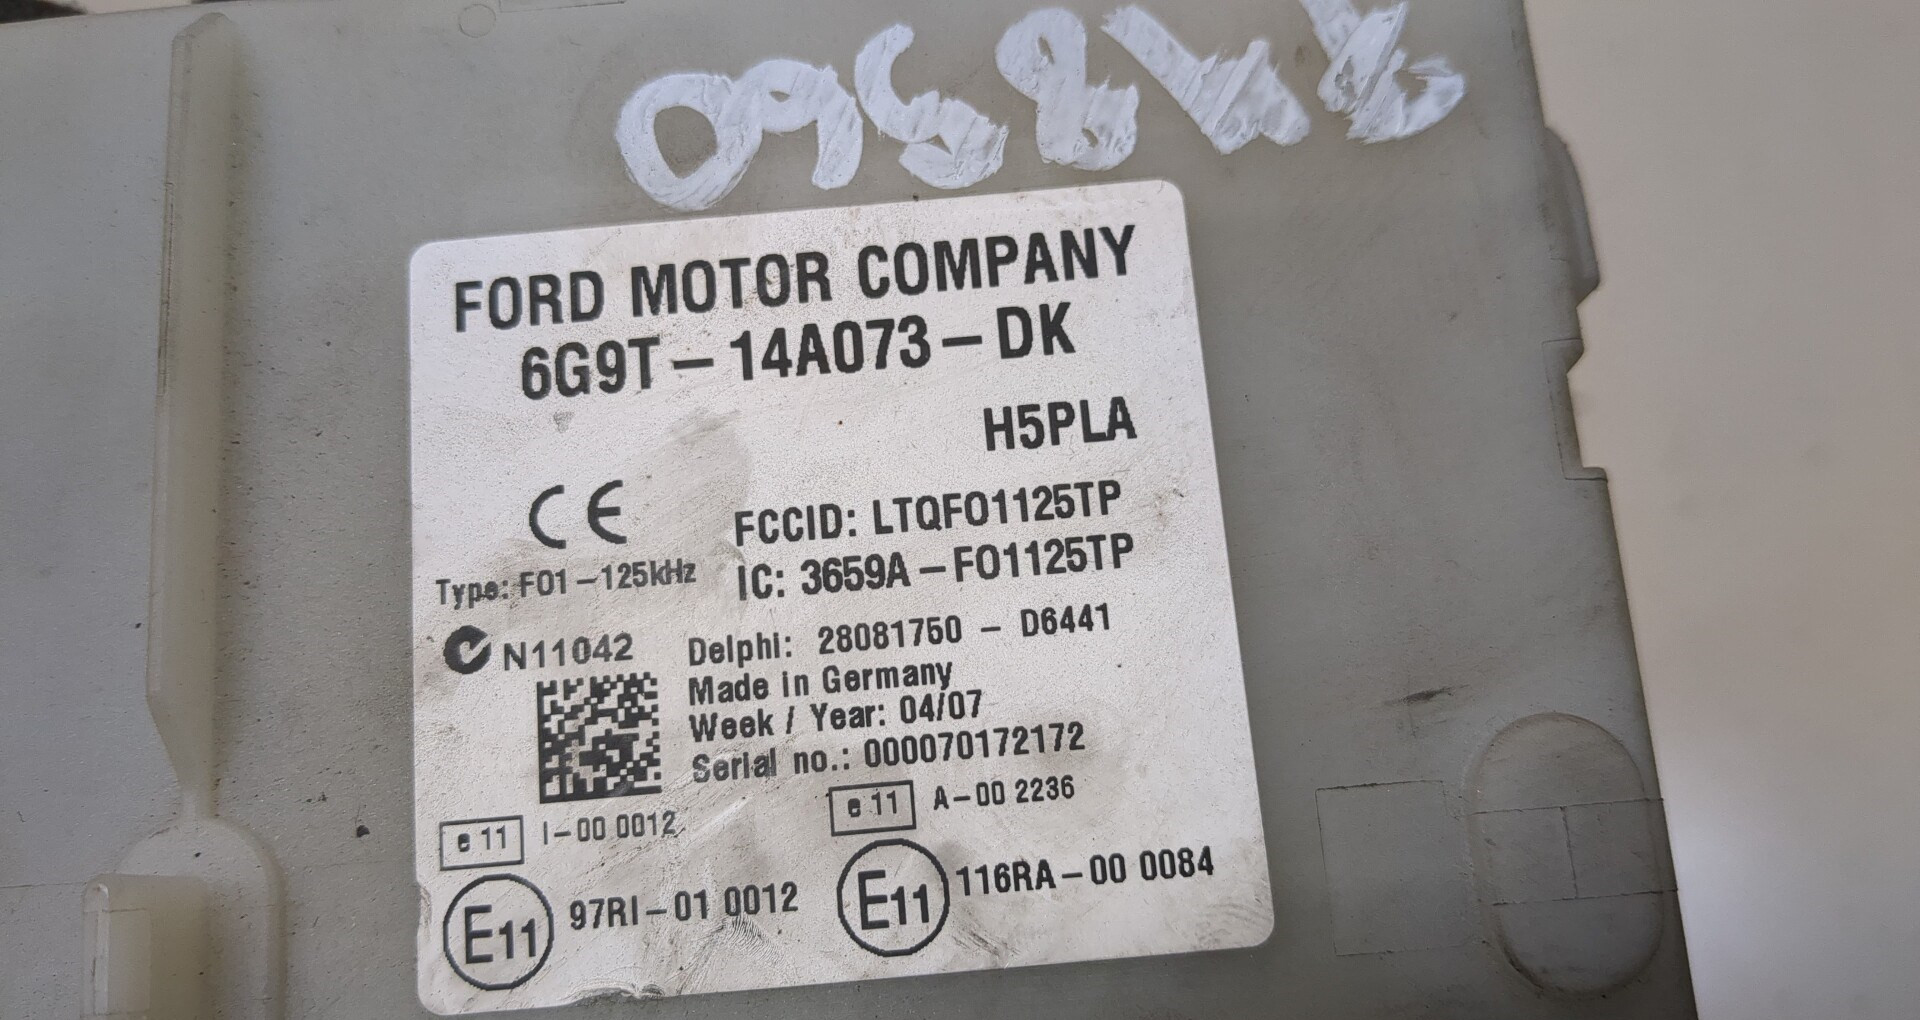 FORD MOTOR COMPANY
6G9T-14A073-DK
H5PLA
CE
FCCID: LTQFO1125TP
Type: F01-125kHz
IC: 3659A-FO1125TP
N11042
Delphi: 28081750 - D6441
Made in Germany
Week / Year: 04/07
Serial no.: 000070172172
e 11 I-00 0012
e 11 A-00 2236
E11 97RI-01 0012
E11 116RA-00 0084